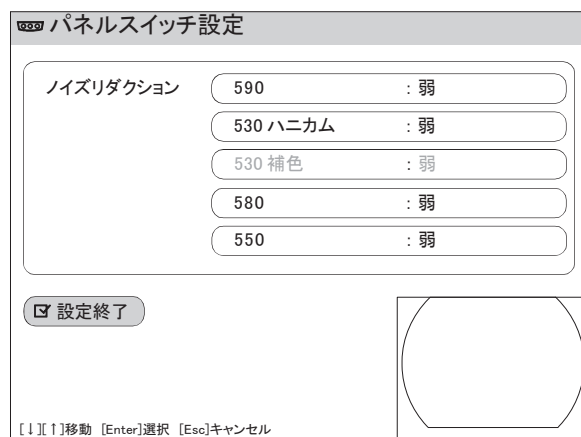 パネルスイッチ設定
ノイズリダクション 590 : 弱
530 ハニカム : 弱
530 補色 : 弱
580 : 弱
550 : 弱
設定終了
[↓][↑]移動 [Enter]選択 [Esc]キャンセル